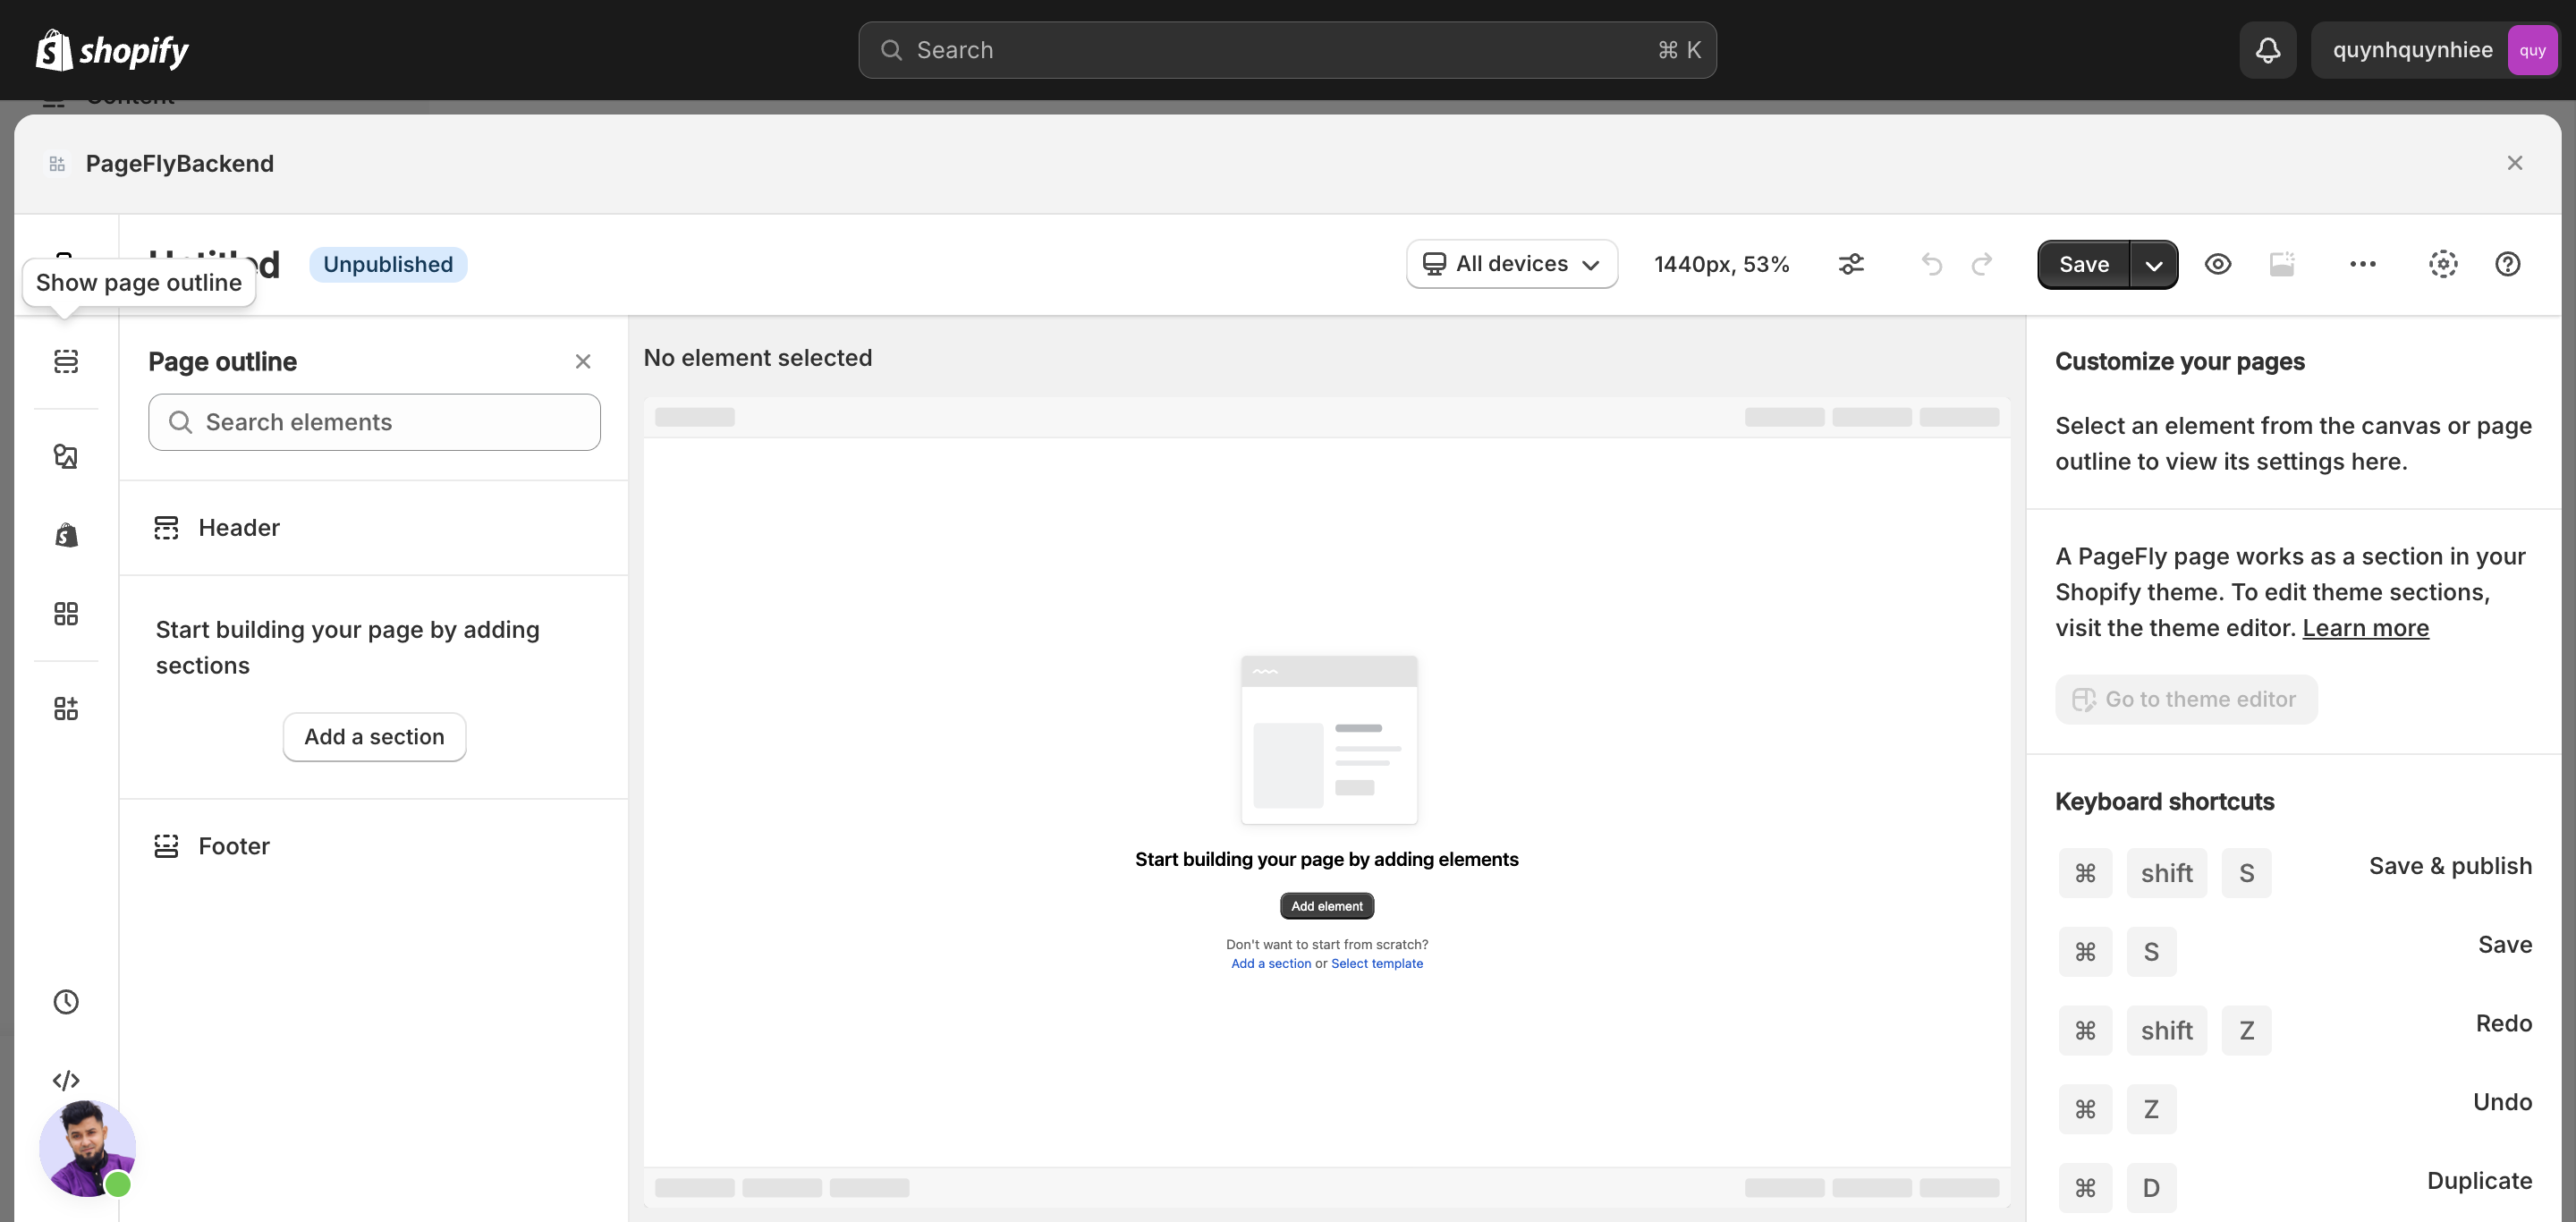 shopify
Search
⌘ K
quynhquynhiee
quy
Content
PageFlyBackend
Untitled
Unpublished
All devices
1440px, 53%
Save
Show page outline
Page outline
Search elements
Header
Start building your page by adding
sections
Add a section
Footer
No element selected
Start building your page by adding elements
Add element
Don't want to start from scratch?
Add a section or Select template
Customize your pages
Select an element from the canvas or page
outline to view its settings here.
A PageFly page works as a section in your
Shopify theme. To edit theme sections,
visit the theme editor. Learn more
Go to theme editor
Keyboard shortcuts
⌘ shift S Save & publish
⌘ S Save
⌘ shift Z Redo
⌘ Z Undo
⌘ D Duplicate